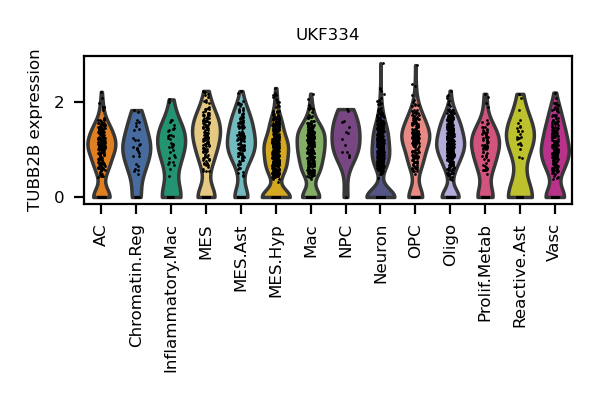 UKF334
TUBB2B expression
2
0
AC
Chromatin.Reg
Inflammatory.Mac
MES
MES.Ast
MES.Hyp
Mac
NPC
Neuron
OPC
Oligo
Prolif.Metab
Reactive.Ast
Vasc